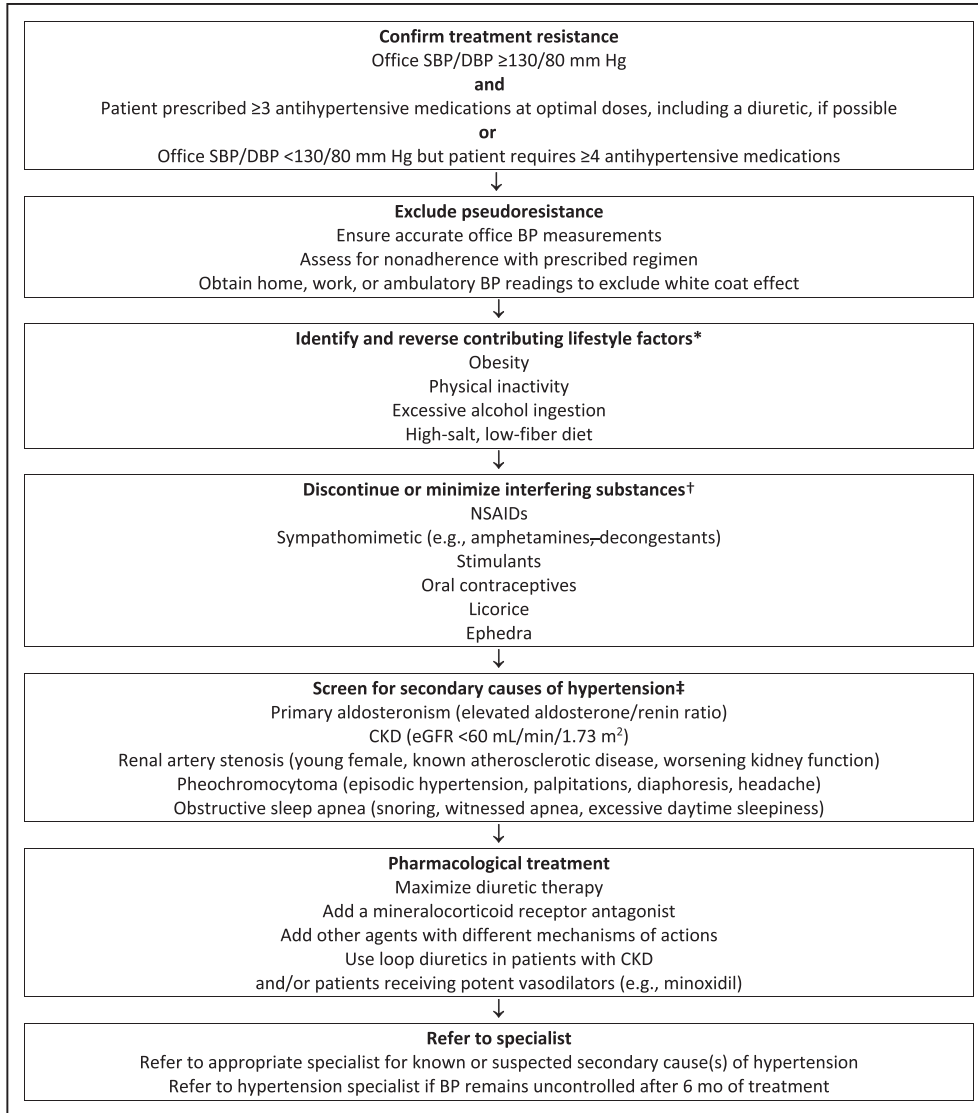 Confirm treatment resistance
Office SBP/DBP ≥130/80 mm Hg
and
Patient prescribed ≥3 antihypertensive medications at optimal doses, including a diuretic, if possible
or
Office SBP/DBP <130/80 mm Hg but patient requires ≥4 antihypertensive medications
↓
Exclude pseudoresistance
Ensure accurate office BP measurements
Assess for nonadherence with prescribed regimen
Obtain home, work, or ambulatory BP readings to exclude white coat effect
↓
Identify and reverse contributing lifestyle factors*
Obesity
Physical inactivity
Excessive alcohol ingestion
High-salt, low-fiber diet
↓
Discontinue or minimize interfering substances†
NSAIDs
Sympathomimetic (e.g., amphetamines, decongestants)
Stimulants
Oral contraceptives
Licorice
Ephedra
↓
Screen for secondary causes of hypertension‡
Primary aldosteronism (elevated aldosterone/renin ratio)
CKD (eGFR <60 mL/min/1.73 m²)
Renal artery stenosis (young female, known atherosclerotic disease, worsening kidney function)
Pheochromocytoma (episodic hypertension, palpitations, diaphoresis, headache)
Obstructive sleep apnea (snoring, witnessed apnea, excessive daytime sleepiness)
↓
Pharmacological treatment
Maximize diuretic therapy
Add a mineralocorticoid receptor antagonist
Add other agents with different mechanisms of actions
Use loop diuretics in patients with CKD
and/or patients receiving potent vasodilators (e.g., minoxidil)
↓
Refer to specialist
Refer to appropriate specialist for known or suspected secondary cause(s) of hypertension
Refer to hypertension specialist if BP remains uncontrolled after 6 mo of treatment